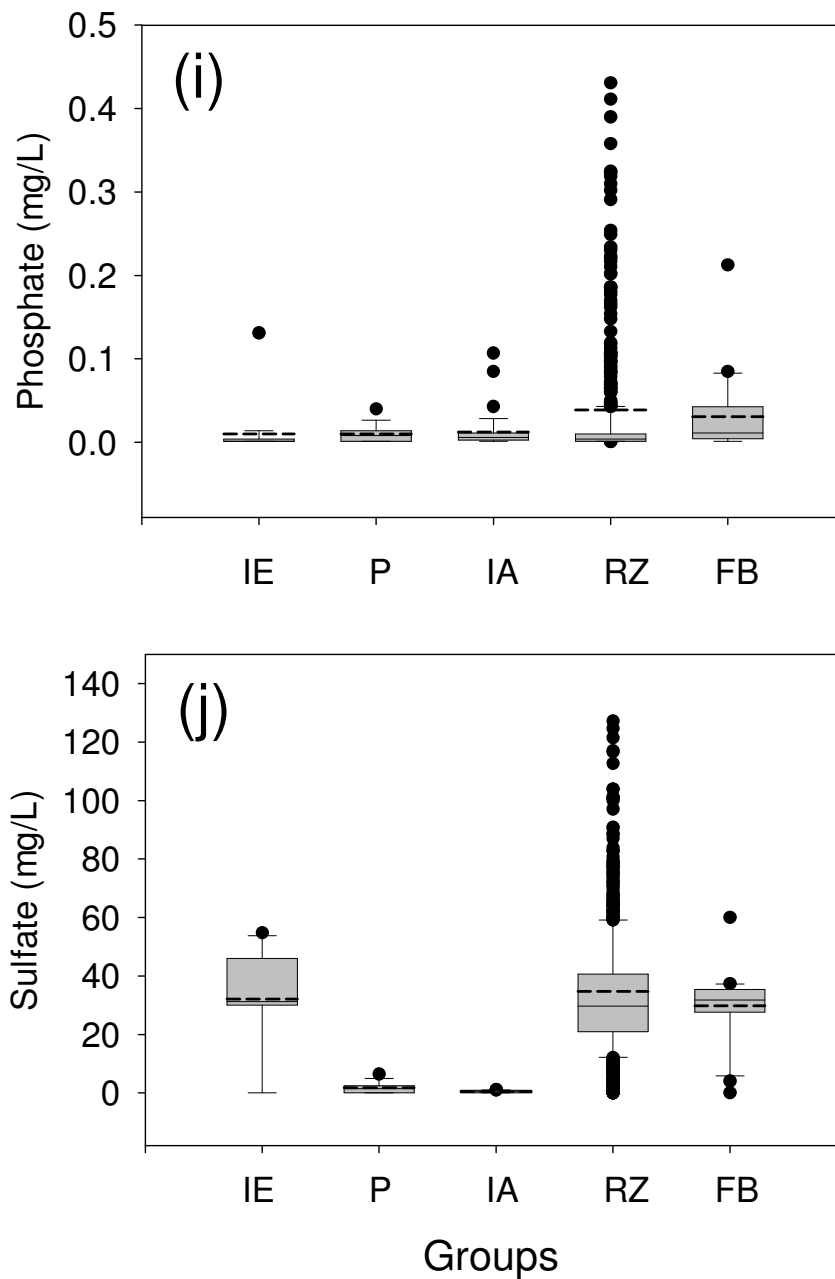 (i)
Phosphate (mg/L)
0.5
0.4
0.3
0.2
0.1
0.0
IE P IA RZ FB
(j)
Sulfate (mg/L)
140
120
100
80
60
40
20
0
IE P IA RZ FB
Groups